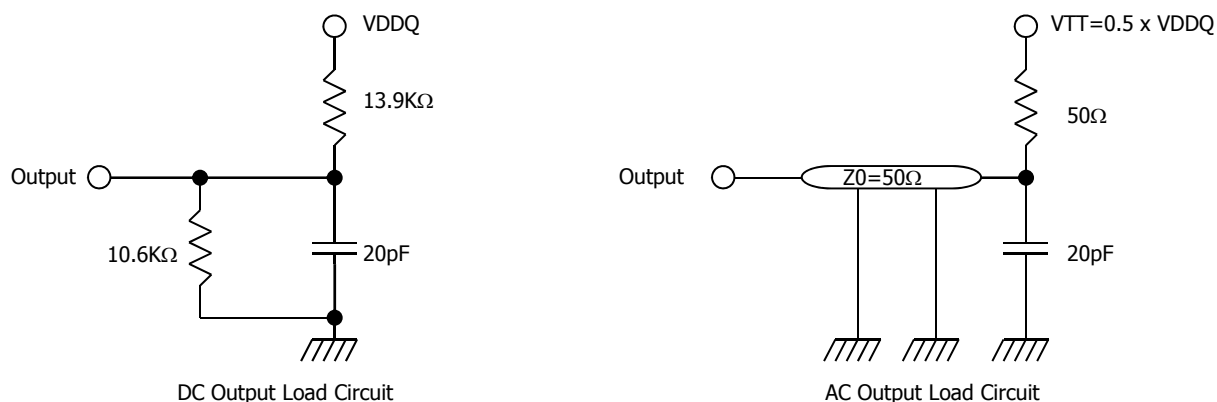 VDDQ
13.9KΩ
Output
10.6KΩ
20pF
DC Output Load Circuit
VTT=0.5 x VDDQ
50Ω
Output
Z0=50Ω
20pF
AC Output Load Circuit